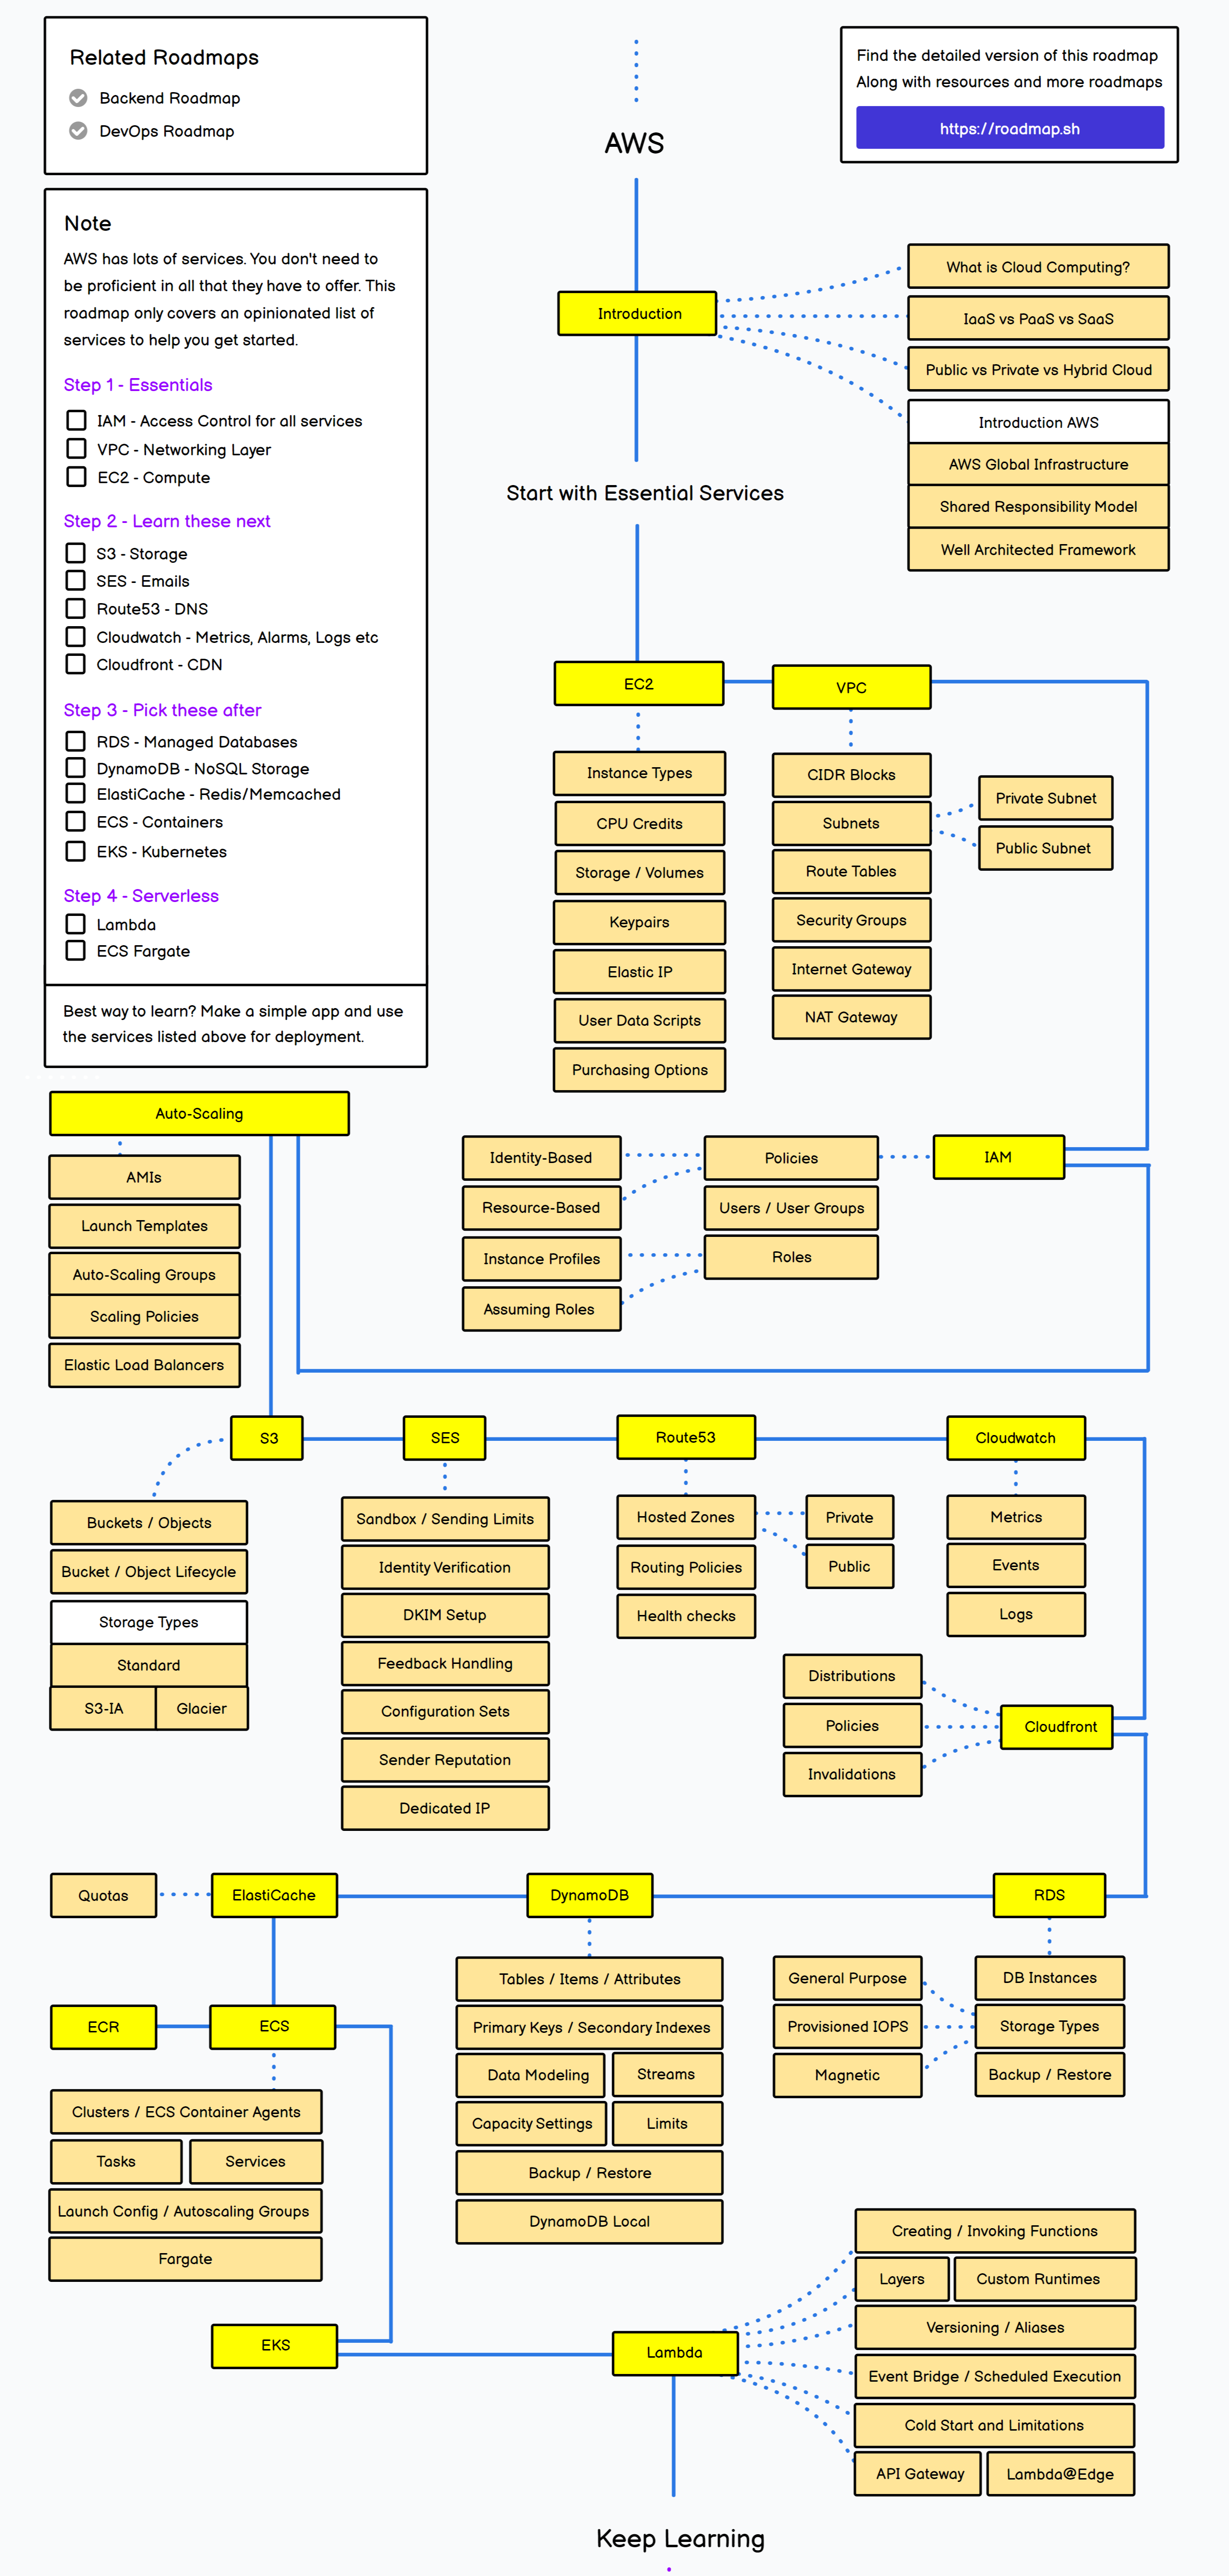 Related Roadmaps
Backend Roadmap
DevOps Roadmap
AWS
Find the detailed version of this roadmap
Along with resources and more roadmaps
https://roadmap.sh
Note
AWS has lots of services. You don't need to
be proficient in all that they have to offer. This
roadmap only covers an opinionated list of
services to help you get started.
Step 1 - Essentials
IAM - Access Control for all services
VPC - Networking Layer
EC2 - Compute
Step 2 - Learn these next
S3 - Storage
SES - Emails
Route53 - DNS
Cloudwatch - Metrics, Alarms, Logs etc
Cloudfront - CDN
Step 3 - Pick these after
RDS - Managed Databases
DynamoDB - NoSQL Storage
ElastiCache - Redis/Memcached
ECS - Containers
EKS - Kubernetes
Step 4 - Serverless
Lambda
ECS Fargate
Best way to learn? Make a simple app and use
the services listed above for deployment.
Introduction
What is Cloud Computing?
IaaS vs PaaS vs SaaS
Public vs Private vs Hybrid Cloud
Introduction AWS
AWS Global Infrastructure
Shared Responsibility Model
Well Architected Framework
Start with Essential Services
EC2
Instance Types
CPU Credits
Storage / Volumes
Keypairs
Elastic IP
User Data Scripts
Purchasing Options
VPC
CIDR Blocks
Subnets
Route Tables
Security Groups
Internet Gateway
NAT Gateway
Private Subnet
Public Subnet
IAM
Policies
Users / User Groups
Roles
Identity-Based
Resource-Based
Instance Profiles
Assuming Roles
Auto-Scaling
AMIs
Launch Templates
Auto-Scaling Groups
Scaling Policies
Elastic Load Balancers
S3
Buckets / Objects
Bucket / Object Lifecycle
Storage Types
Standard
S3-IA
Glacier
SES
Sandbox / Sending Limits
Identity Verification
DKIM Setup
Feedback Handling
Configuration Sets
Sender Reputation
Dedicated IP
Route53
Hosted Zones
Routing Policies
Health checks
Private
Public
Cloudwatch
Metrics
Events
Logs
Cloudfront
Distributions
Policies
Invalidations
RDS
DB Instances
Storage Types
Backup / Restore
General Purpose
Provisioned IOPS
Magnetic
DynamoDB
Tables / Items / Attributes
Primary Keys / Secondary Indexes
Data Modeling
Streams
Capacity Settings
Limits
Backup / Restore
DynamoDB Local
ElastiCache
Quotas
ECR
ECS
Clusters / ECS Container Agents
Tasks
Services
Launch Config / Autoscaling Groups
Fargate
EKS
Lambda
Creating / Invoking Functions
Layers
Custom Runtimes
Versioning / Aliases
Event Bridge / Scheduled Execution
Cold Start and Limitations
API Gateway
Lambda@Edge
Keep Learning